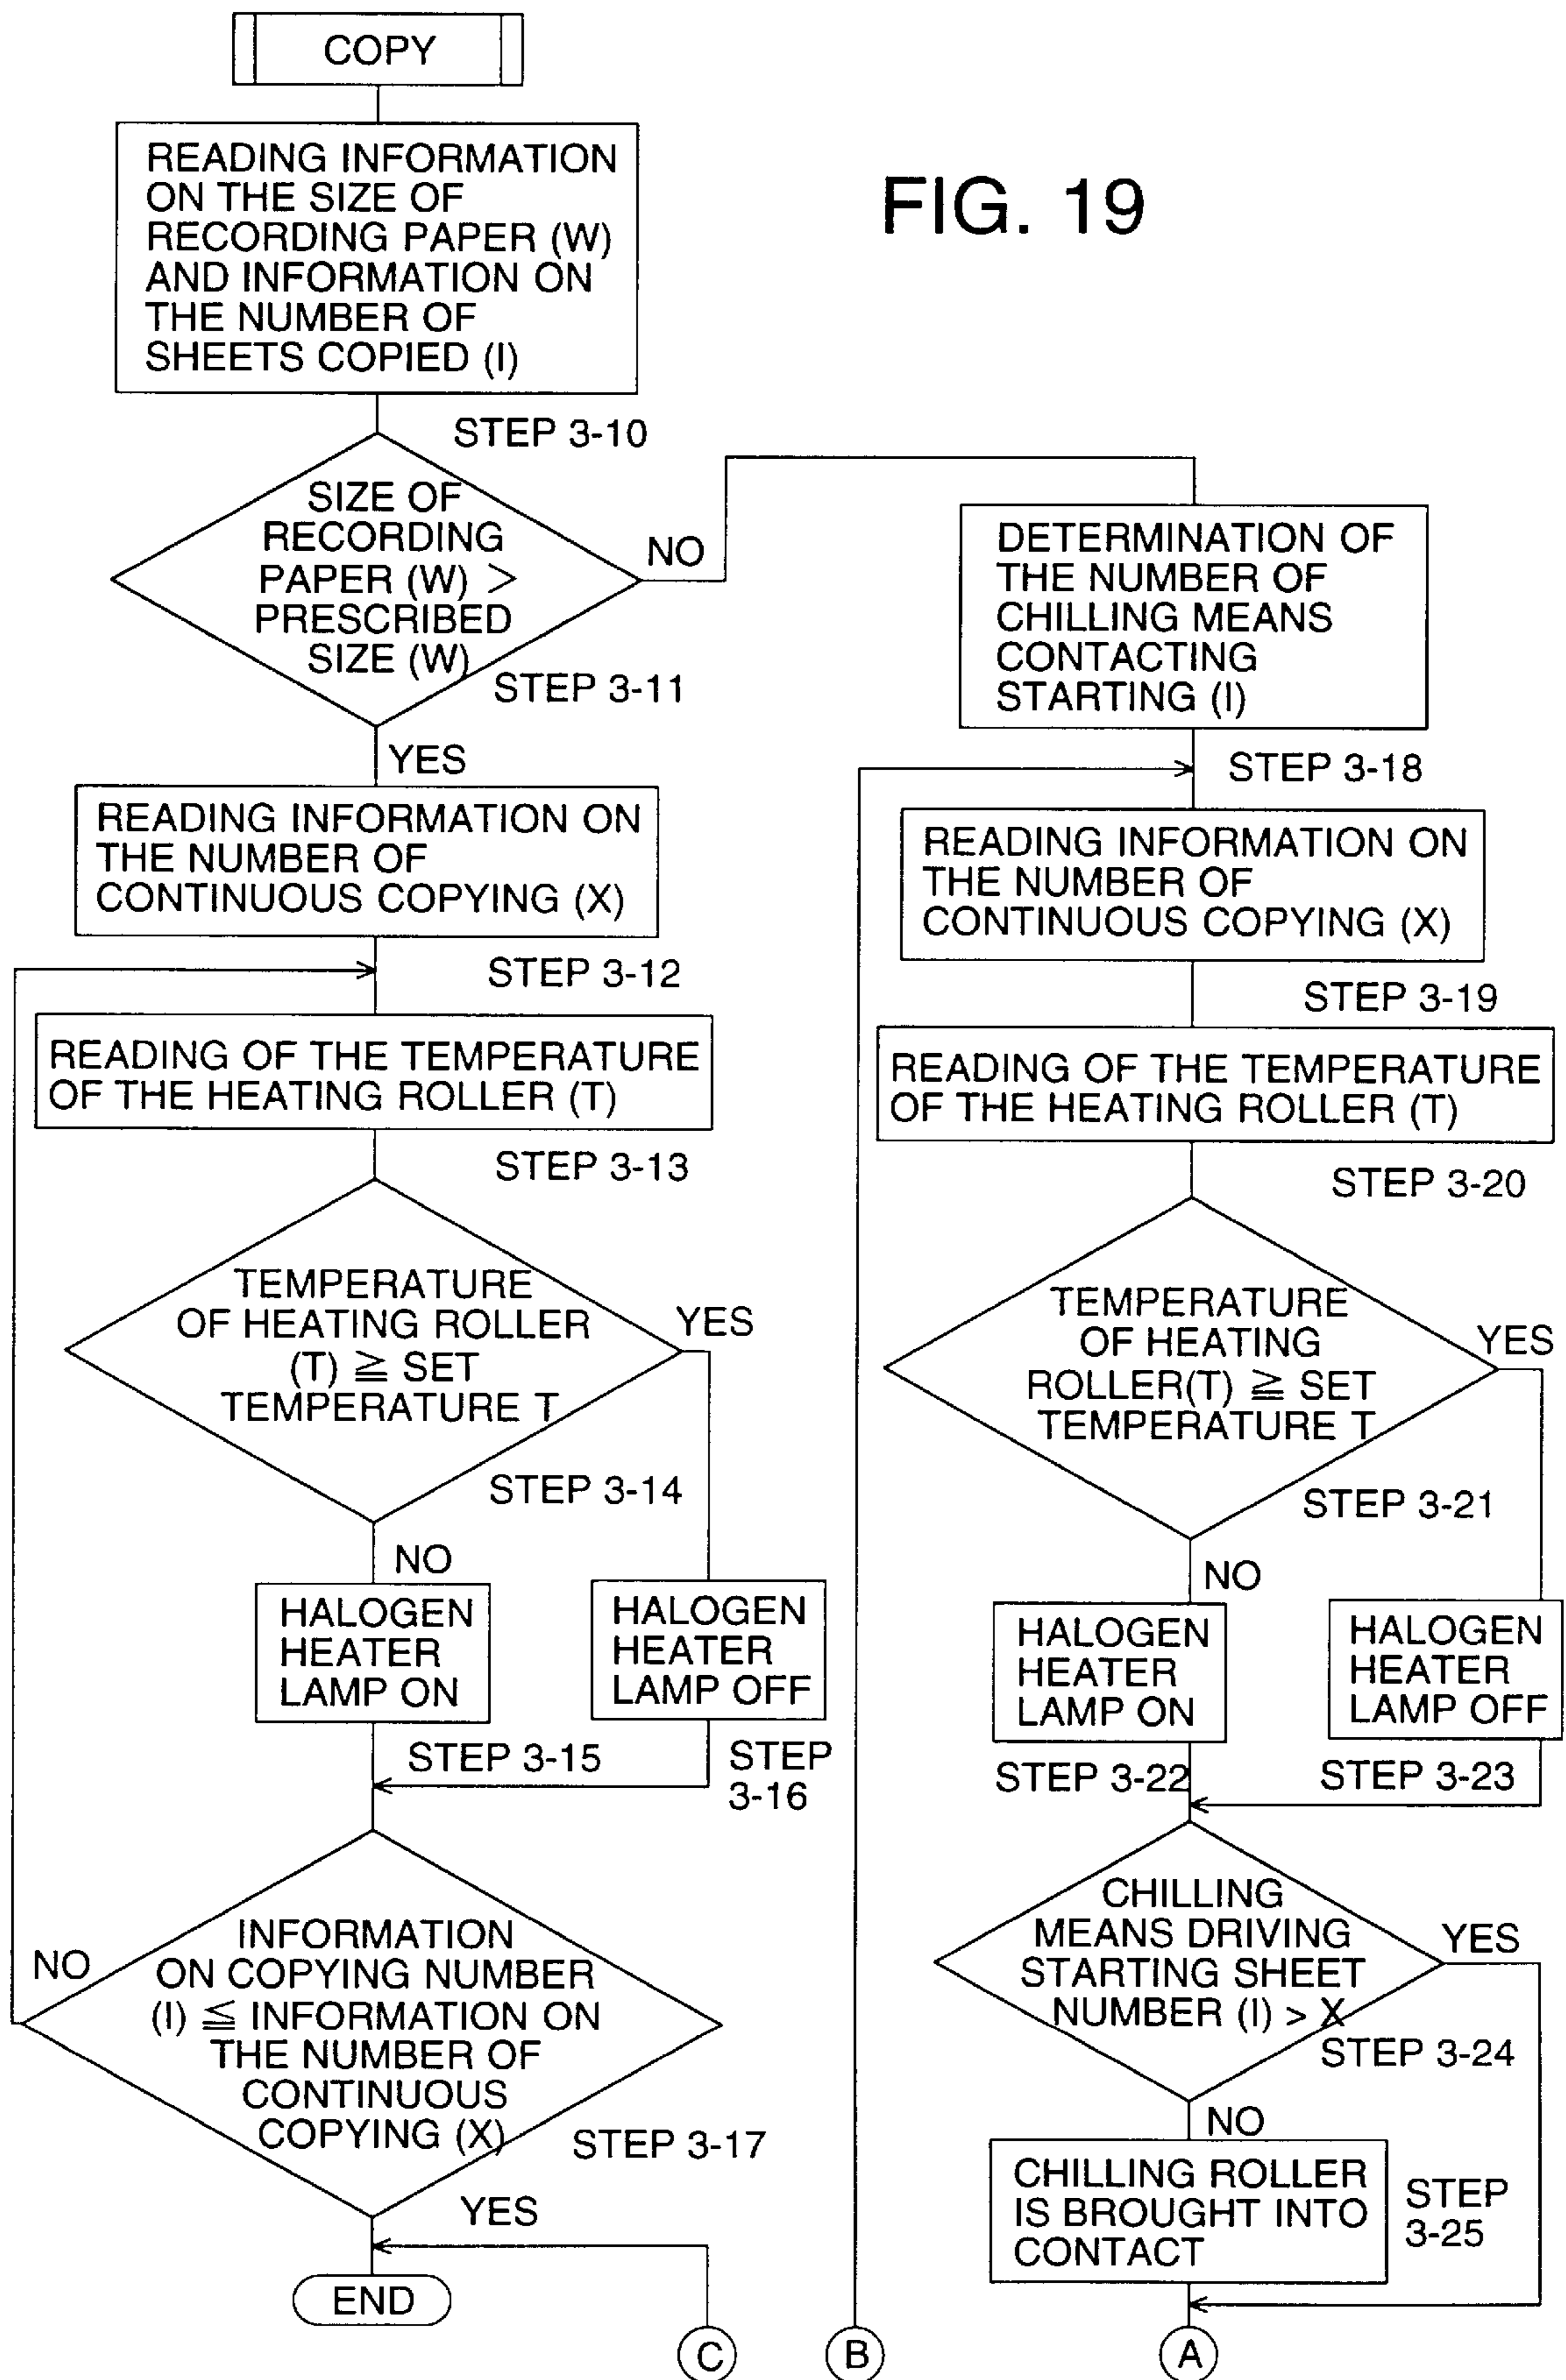 COPY
FIG. 19
READING INFORMATION
ON THE SIZE OF
RECORDING PAPER (W)
AND INFORMATION ON
THE NUMBER OF
SHEETS COPIED (I)
STEP 3-10
SIZE OF
RECORDING
PAPER (W) >
PRESCRIBED
SIZE (W)
NO
STEP 3-11
YES
READING INFORMATION ON
THE NUMBER OF
CONTINUOUS COPYING (X)
STEP 3-12
READING OF THE TEMPERATURE
OF THE HEATING ROLLER (T)
STEP 3-13
TEMPERATURE
OF HEATING ROLLER
(T) ≧ SET
TEMPERATURE T
YES
STEP 3-14
NO
HALOGEN
HEATER
LAMP ON
STEP 3-15
HALOGEN
HEATER
LAMP OFF
STEP
3-16
INFORMATION
ON COPYING NUMBER
(I) ≦ INFORMATION ON
THE NUMBER OF
CONTINUOUS
COPYING (X)
NO
STEP 3-17
YES
END
C
DETERMINATION OF
THE NUMBER OF
CHILLING MEANS
CONTACTING
STARTING (I)
STEP 3-18
READING INFORMATION ON
THE NUMBER OF
CONTINUOUS COPYING (X)
STEP 3-19
READING OF THE TEMPERATURE
OF THE HEATING ROLLER (T)
STEP 3-20
TEMPERATURE
OF HEATING
ROLLER(T) ≧ SET
TEMPERATURE T
YES
STEP 3-21
NO
HALOGEN
HEATER
LAMP ON
STEP 3-22
HALOGEN
HEATER
LAMP OFF
STEP 3-23
CHILLING
MEANS DRIVING
STARTING SHEET
NUMBER (I) > X
YES
STEP 3-24
NO
CHILLING ROLLER
IS BROUGHT INTO
CONTACT
STEP
3-25
B
A